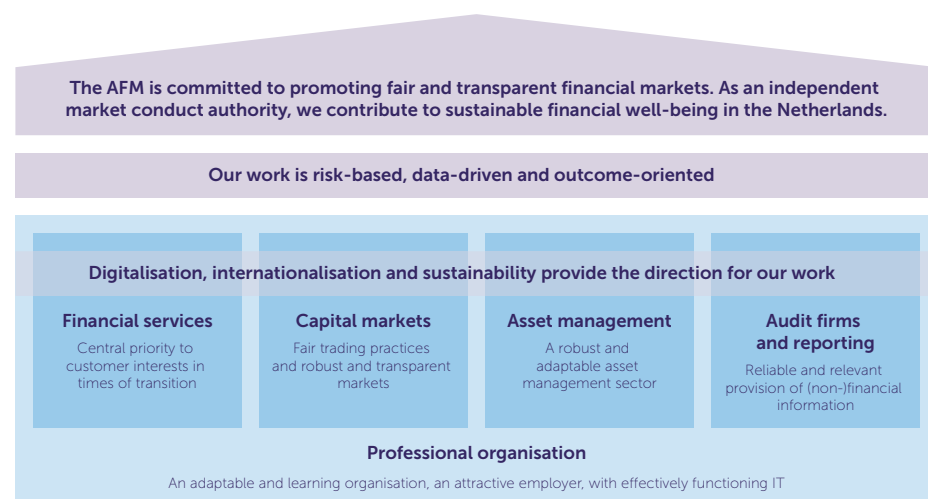 The AFM is committed to promoting fair and transparent financial markets. As an independent
market conduct authority, we contribute to sustainable financial well-being in the Netherlands.
Our work is risk-based, data-driven and outcome-oriented
Digitalisation, internationalisation and sustainability provide the direction for our work
Financial services
Central priority to
customer interests in
times of transition
Capital markets
Fair trading practices
and robust and transparent
markets
Asset management
A robust and
adaptable asset
management sector
Audit firms
and reporting
Reliable and relevant
provision of (non-)financial
information
Professional organisation
An adaptable and learning organisation, an attractive employer, with effectively functioning IT